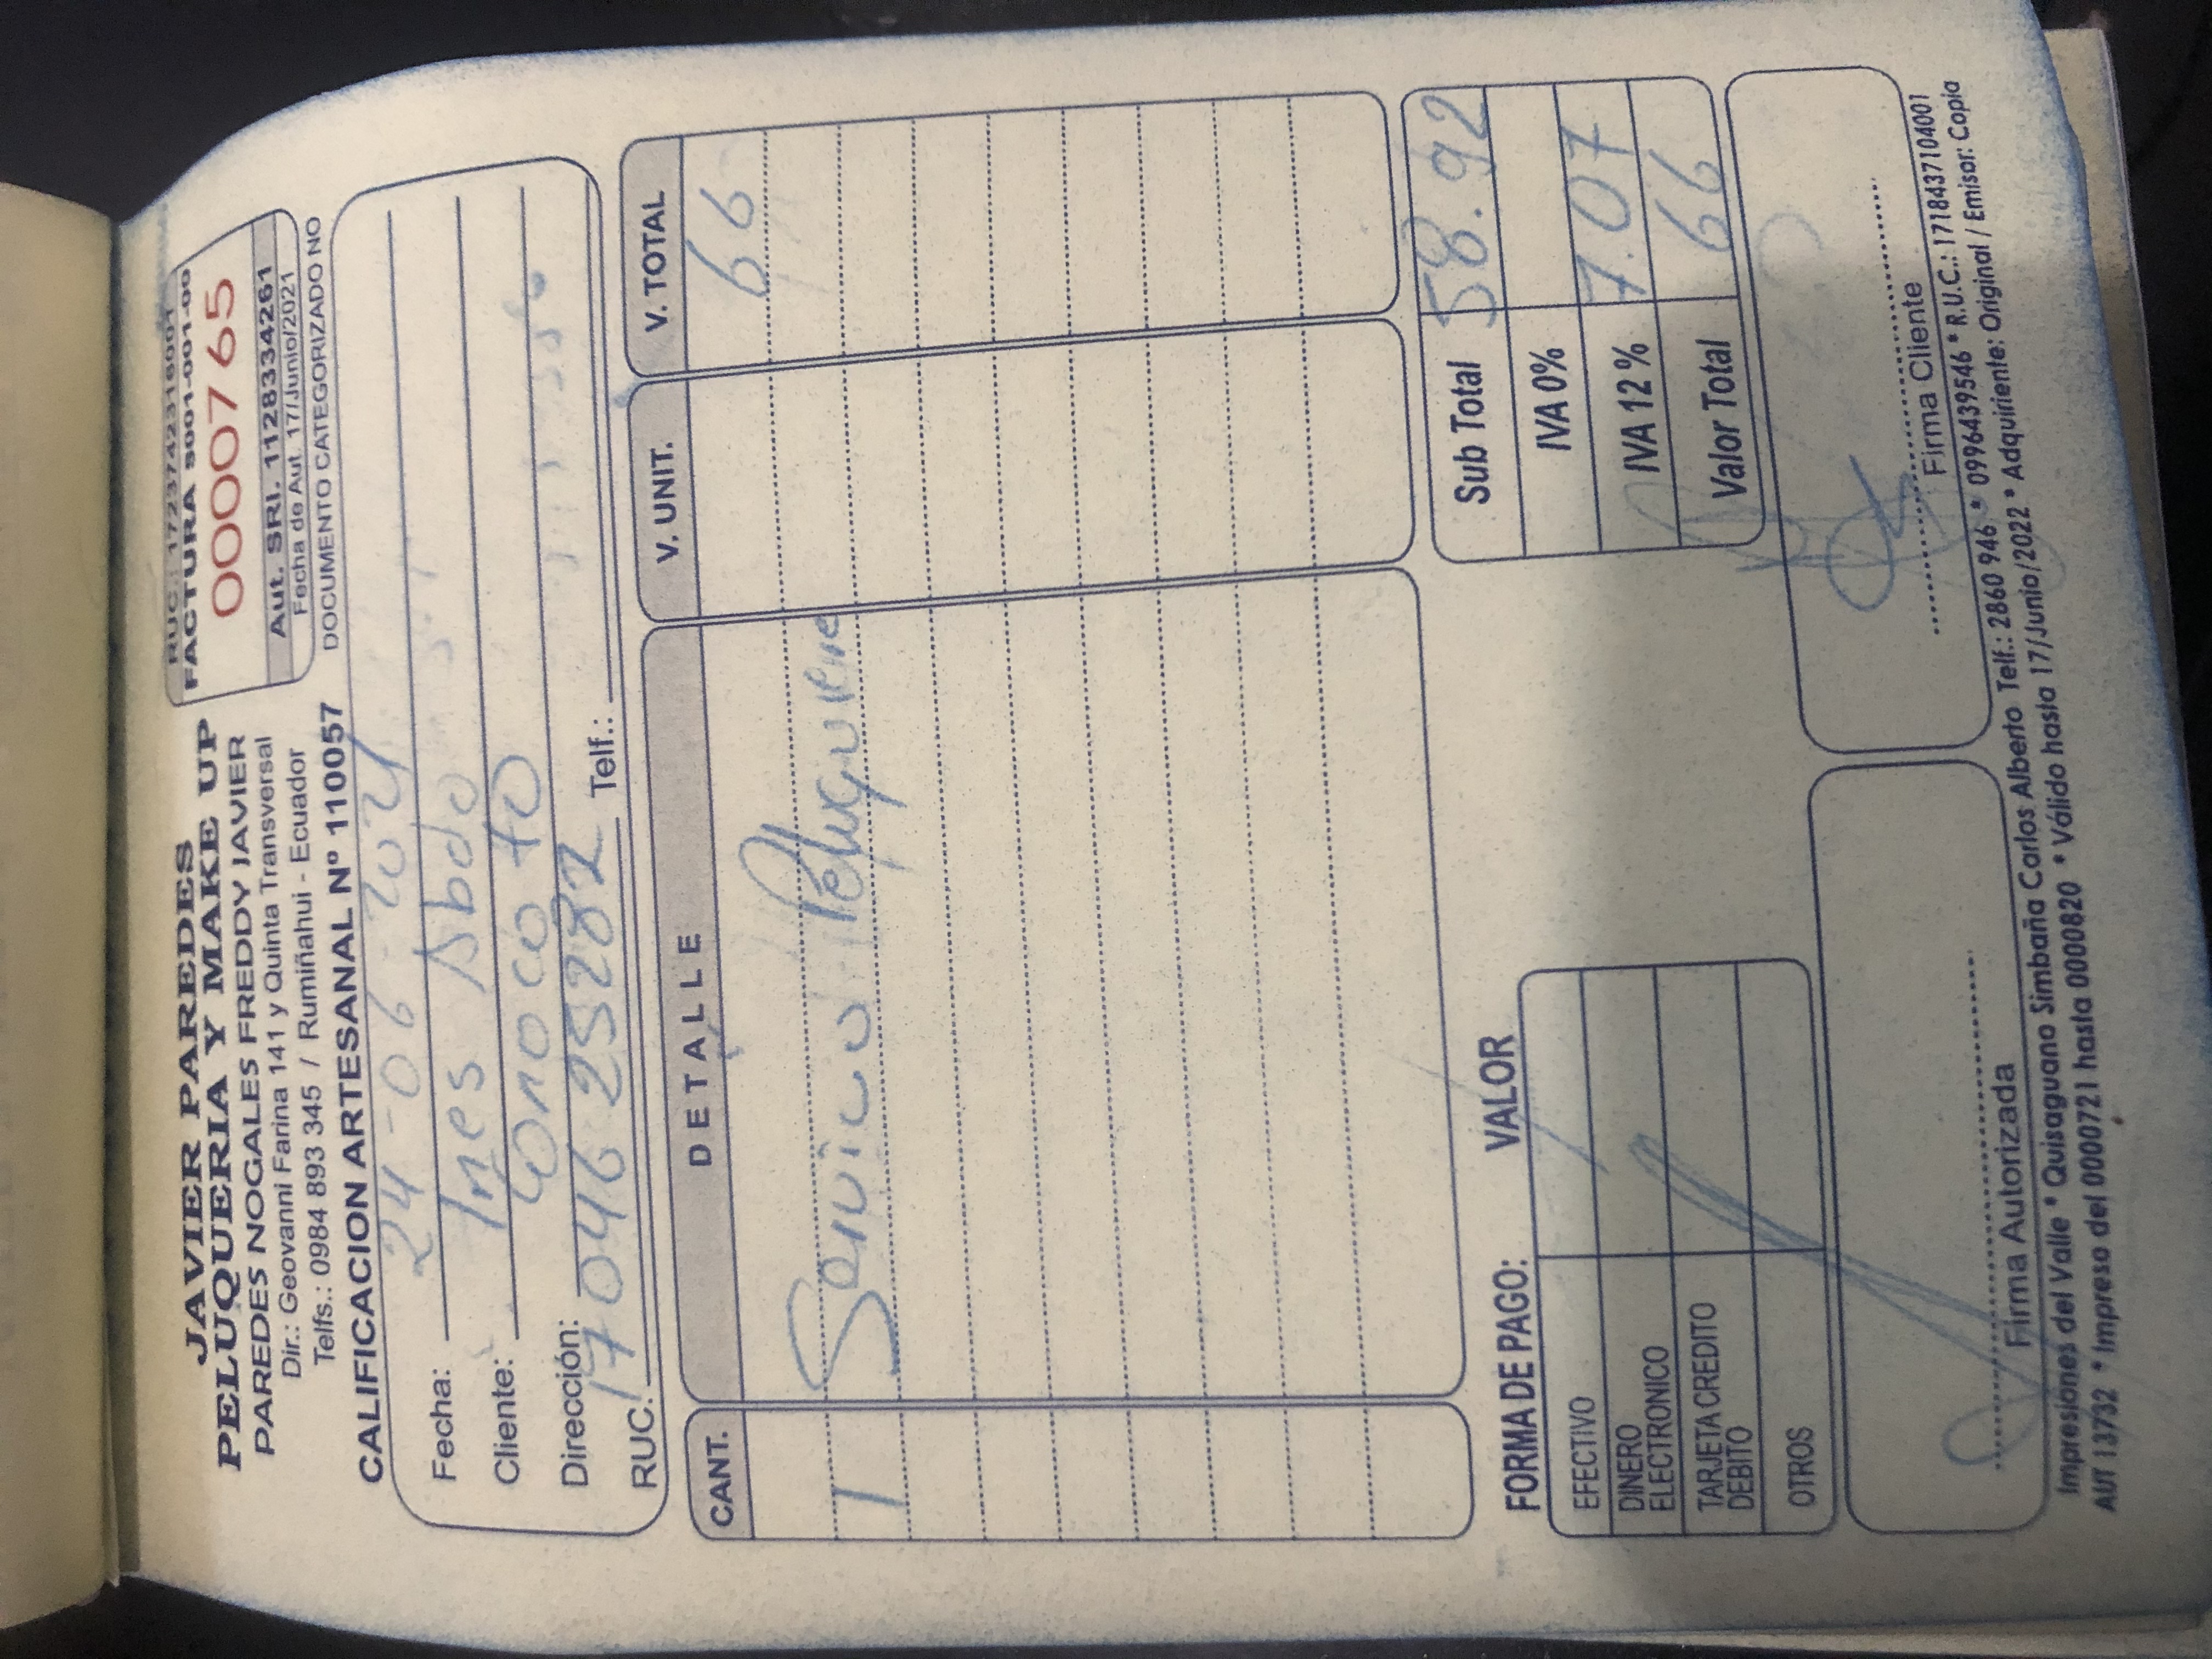 JAVIER PAREDES
PELUQUERIA Y MAKE UP
PAREDES NOGALES FREDDY JAVIER
Dir.: Geovanni Farina 141 y Quinta Transversal
Telfs.: 0984 893 345 / Rumiñahui - Ecuador
CALIFICACION ARTESANAL Nº 110057
RUC.: 1723742316001
FACTURA S001-001-00
0000765
Aut. SRI. 1128334261
Fecha de Aut. 17/Junio/2021
DOCUMENTO CATEGORIZADO NO
Fecha: 24-06-2021
Cliente: Ines Abdo
Dirección: Conocoto
RUC: 1704625282 Telf.:
CANT. DETALLE V. UNIT. V. TOTAL
66
1 Servicio
FORMA DE PAGO: VALOR
EFECTIVO
DINERO
ELECTRONICO
TARJETA CREDITO
DEBITO
OTROS
Sub Total 58.92
IVA 0%
IVA 12% 7.07
Valor Total 66
Firma Autorizada
Firma Cliente
Impresiones del Valle * Quisaguano Simbaña Carlos Alberto Telf.: 2860 946 * 0996439546 * R.U.C.: 1718437104001
AUT 13732 * Impreso del 0000721 hasta 0000820 * Válido hasta 17/Junio/2022 * Adquiriente: Original / Emisor: Copia